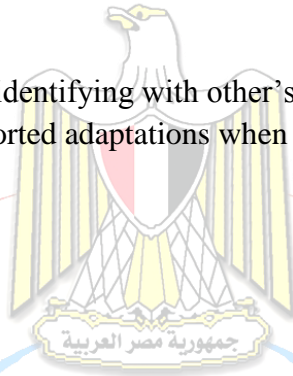 identifying with other's
orted adaptations when
جمهورية مصر العربية